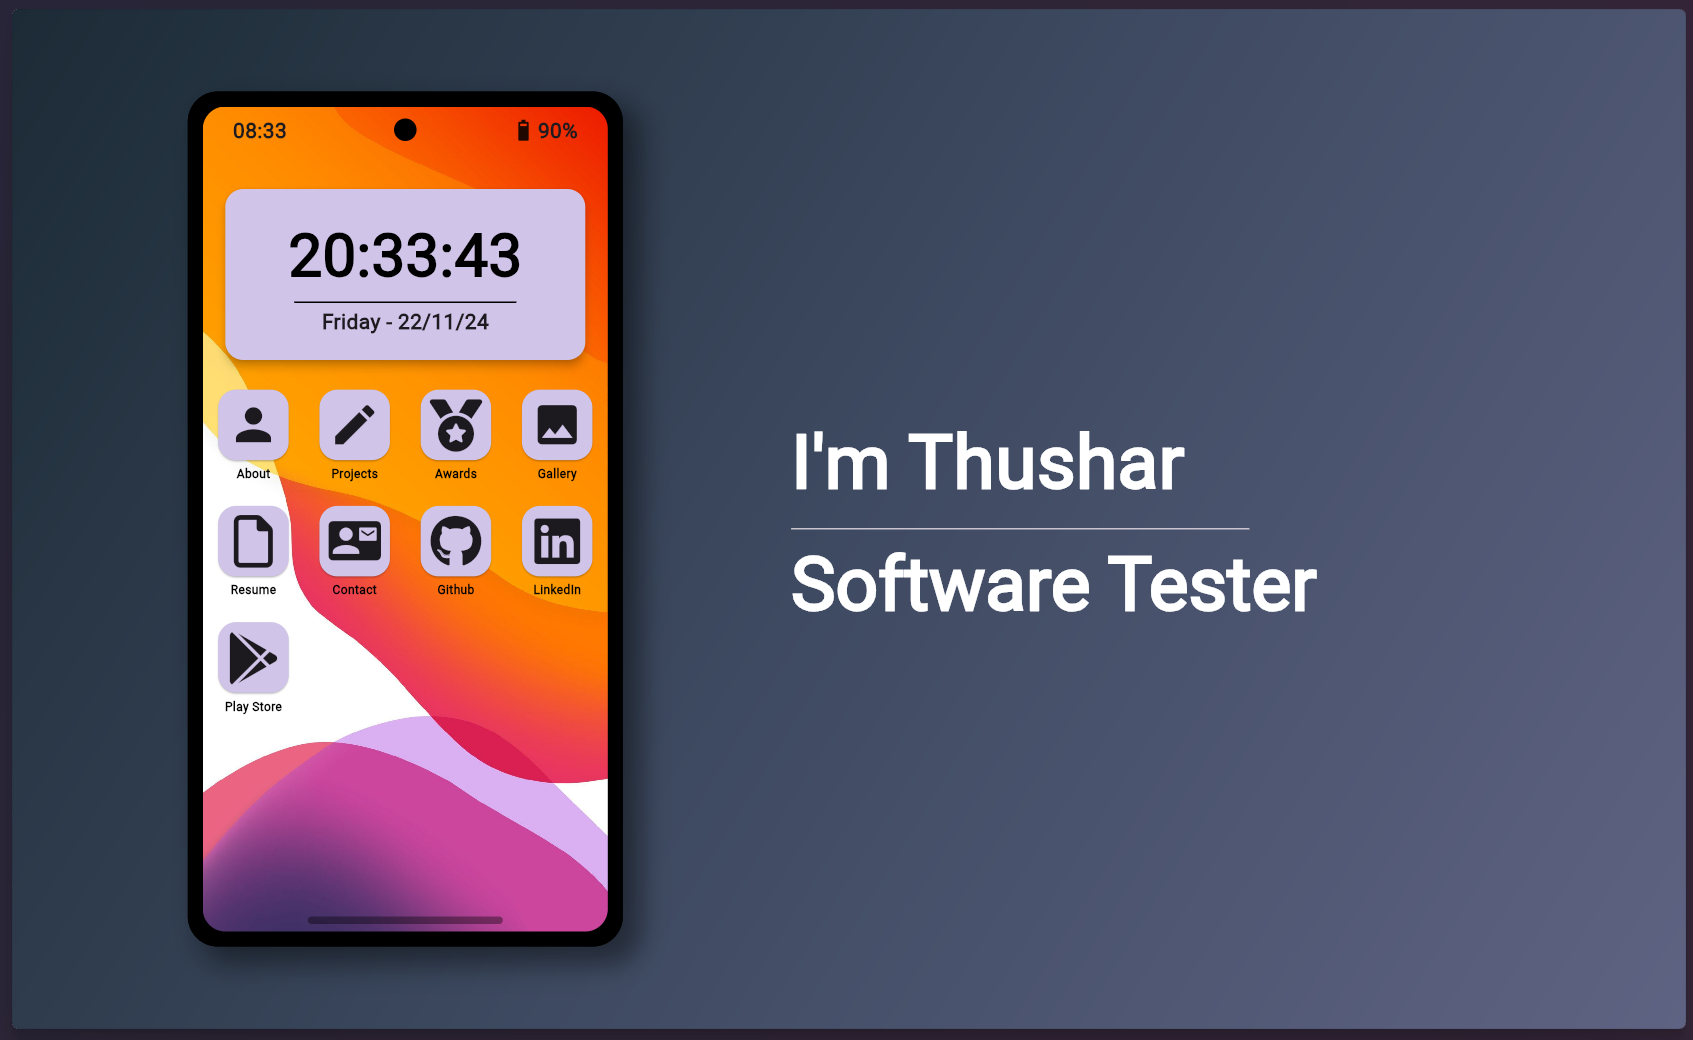 08:33 90%
20:33:43
Friday - 22/11/24
About Projects Awards Gallery
Resume Contact Github LinkedIn
Play Store
I'm Thushar
Software Tester